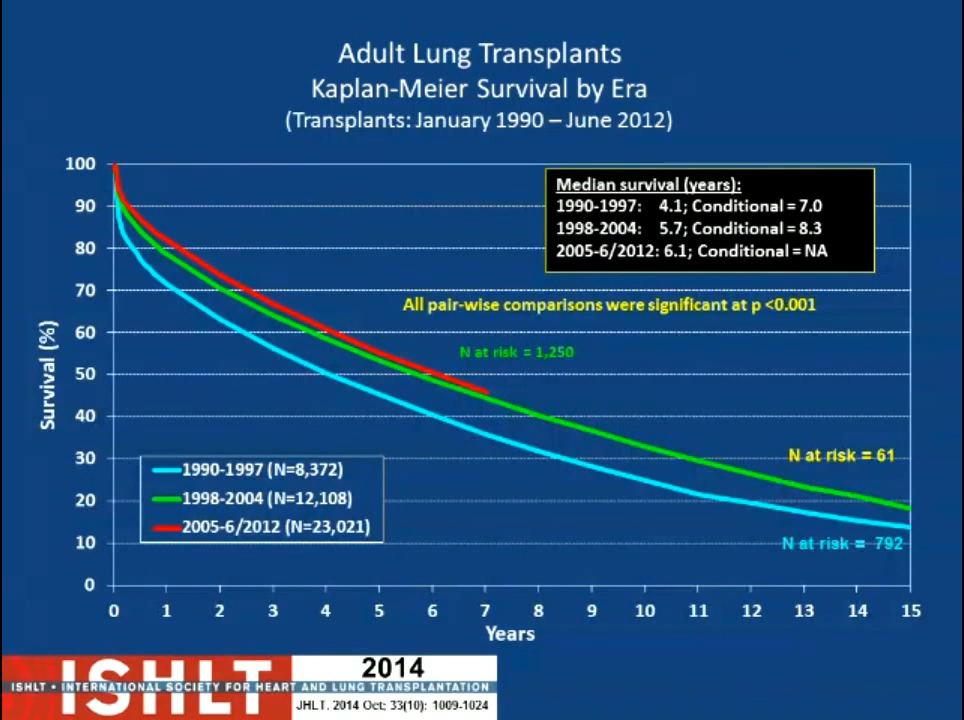 Adult Lung Transplants
Kaplan-Meier Survival by Era
(Transplants: January 1990 – June 2012)
Median survival (years):
1990-1997: 4.1; Conditional = 7.0
1998-2004: 5.7; Conditional = 8.3
2005-6/2012: 6.1; Conditional = NA
All pair-wise comparisons were significant at p <0.001
N at risk = 1,250
N at risk = 61
N at risk = 792
1990-1997 (N=8,372)
1998-2004 (N=12,108)
2005-6/2012 (N=23,021)
Survival (%)
100
90
80
70
60
50
40
30
20
10
0
0 1 2 3 4 5 6 7 8 9 10 11 12 13 14 15
Years
ISHLT
2014
ISHLT • INTERNATIONAL SOCIETY FOR HEART AND LUNG TRANSPLANTATION
JHLT. 2014 Oct; 33(10): 1009-1024